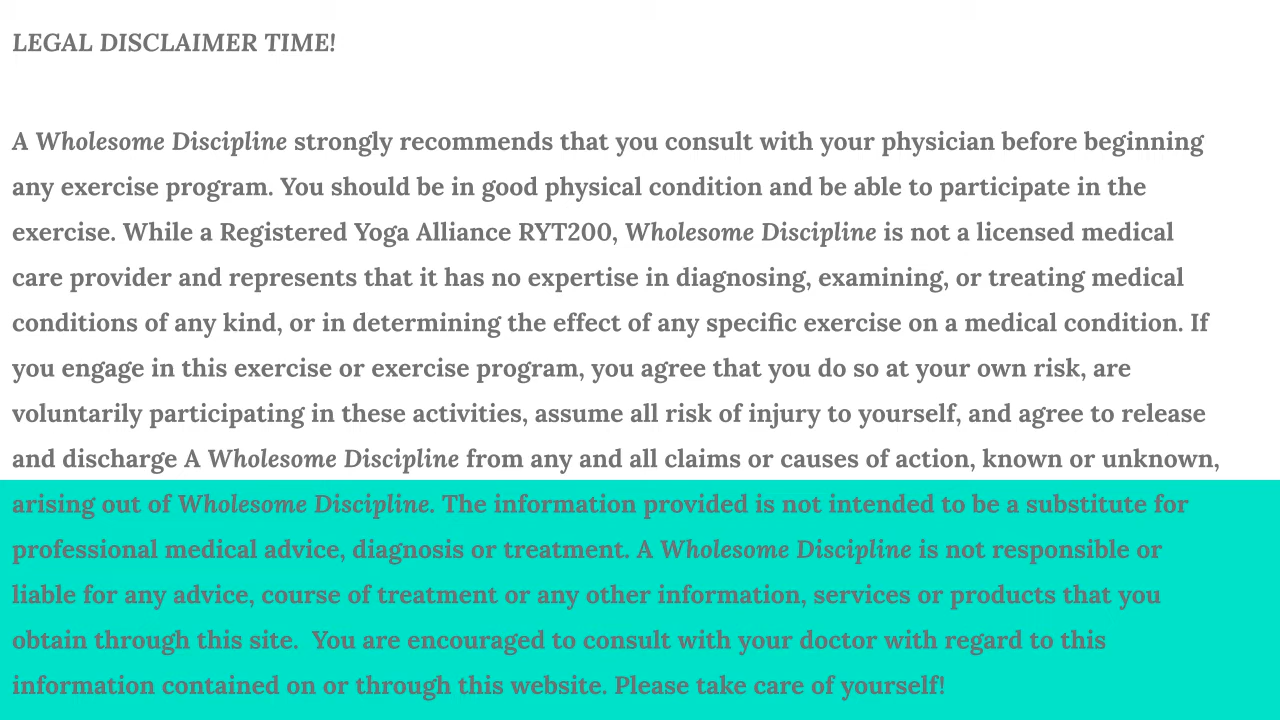 LEGAL DISCLAIMER TIME!
A Wholesome Discipline strongly recommends that you consult with your physician before beginning
any exercise program. You should be in good physical condition and be able to participate in the
exercise. While a Registered Yoga Alliance RYT200, Wholesome Discipline is not a licensed medical
care provider and represents that it has no expertise in diagnosing, examining, or treating medical
conditions of any kind, or in determining the effect of any specific exercise on a medical condition. If
you engage in this exercise or exercise program, you agree that you do so at your own risk, are
voluntarily participating in these activities, assume all risk of injury to yourself, and agree to release
and discharge A Wholesome Discipline from any and all claims or causes of action, known or unknown,
arising out of Wholesome Discipline. The information provided is not intended to be a substitute for
professional medical advice, diagnosis or treatment. A Wholesome Discipline is not responsible or
liable for any advice, course of treatment or any other information, services or products that you
obtain through this site.  You are encouraged to consult with your doctor with regard to this
information contained on or through this website. Please take care of yourself!